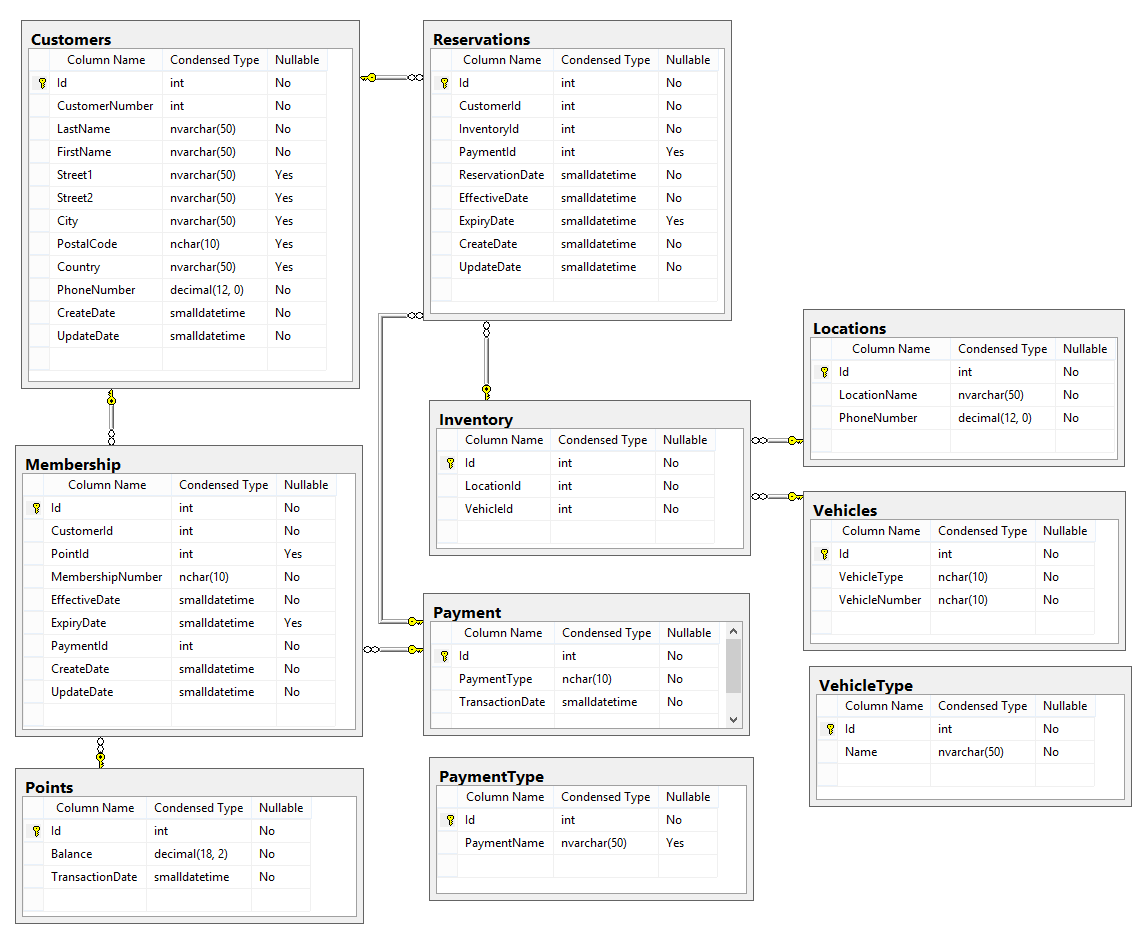 Customers
Column Name Condensed Type Nullable
Id int No
CustomerNumber int No
LastName nvarchar(50) No
FirstName nvarchar(50) No
Street1 nvarchar(50) Yes
Street2 nvarchar(50) Yes
City nvarchar(50) Yes
PostalCode nchar(10) Yes
Country nvarchar(50) Yes
PhoneNumber decimal(12, 0) No
CreateDate smalldatetime No
UpdateDate smalldatetime No
Reservations
Column Name Condensed Type Nullable
Id int No
CustomerId int No
InventoryId int No
PaymentId int Yes
ReservationDate smalldatetime No
EffectiveDate smalldatetime No
ExpiryDate smalldatetime Yes
CreateDate smalldatetime No
UpdateDate smalldatetime No
Locations
Column Name Condensed Type Nullable
Id int No
LocationName nvarchar(50) No
PhoneNumber decimal(12, 0) No
Inventory
Column Name Condensed Type Nullable
Id int No
LocationId int No
VehicleId int No
Membership
Column Name Condensed Type Nullable
Id int No
CustomerId int No
PointId int Yes
MembershipNumber nchar(10) No
EffectiveDate smalldatetime No
ExpiryDate smalldatetime Yes
PaymentId int No
CreateDate smalldatetime No
UpdateDate smalldatetime No
Vehicles
Column Name Condensed Type Nullable
Id int No
VehicleType nchar(10) No
VehicleNumber nchar(10) No
Payment
Column Name Condensed Type Nullable
Id int No
PaymentType nchar(10) No
TransactionDate smalldatetime No
VehicleType
Column Name Condensed Type Nullable
Id int No
Name nvarchar(50) No
Points
Column Name Condensed Type Nullable
Id int No
Balance decimal(18, 2) No
TransactionDate smalldatetime No
PaymentType
Column Name Condensed Type Nullable
Id int No
PaymentName nvarchar(50) Yes